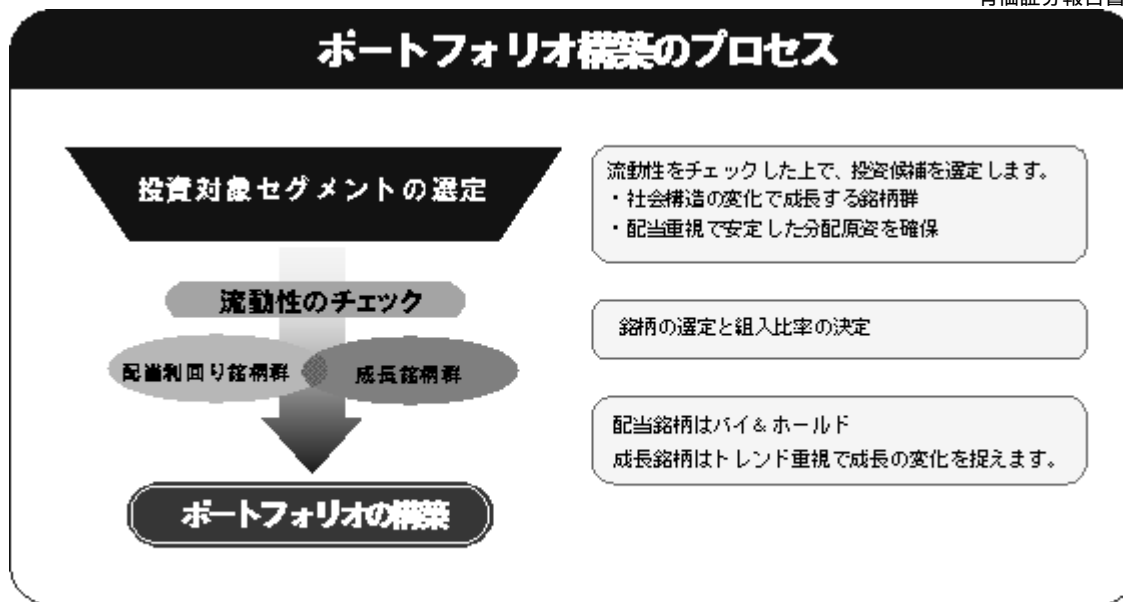 ポートフォリオ構築のプロセス
投資対象セグメントの選定
流動性をチェックした上で、投資候補を選定します。
・社会構造の変化で成長する銘柄群
・配当重視で安定した分配原資を確保
流動性のチェック
銘柄の選定と組入比率の決定
配当利回り銘柄群
成長銘柄群
配当銘柄はバイ&ホールド
成長銘柄はトレンド重視で成長の変化を捉えます。
ポートフォリオの構築